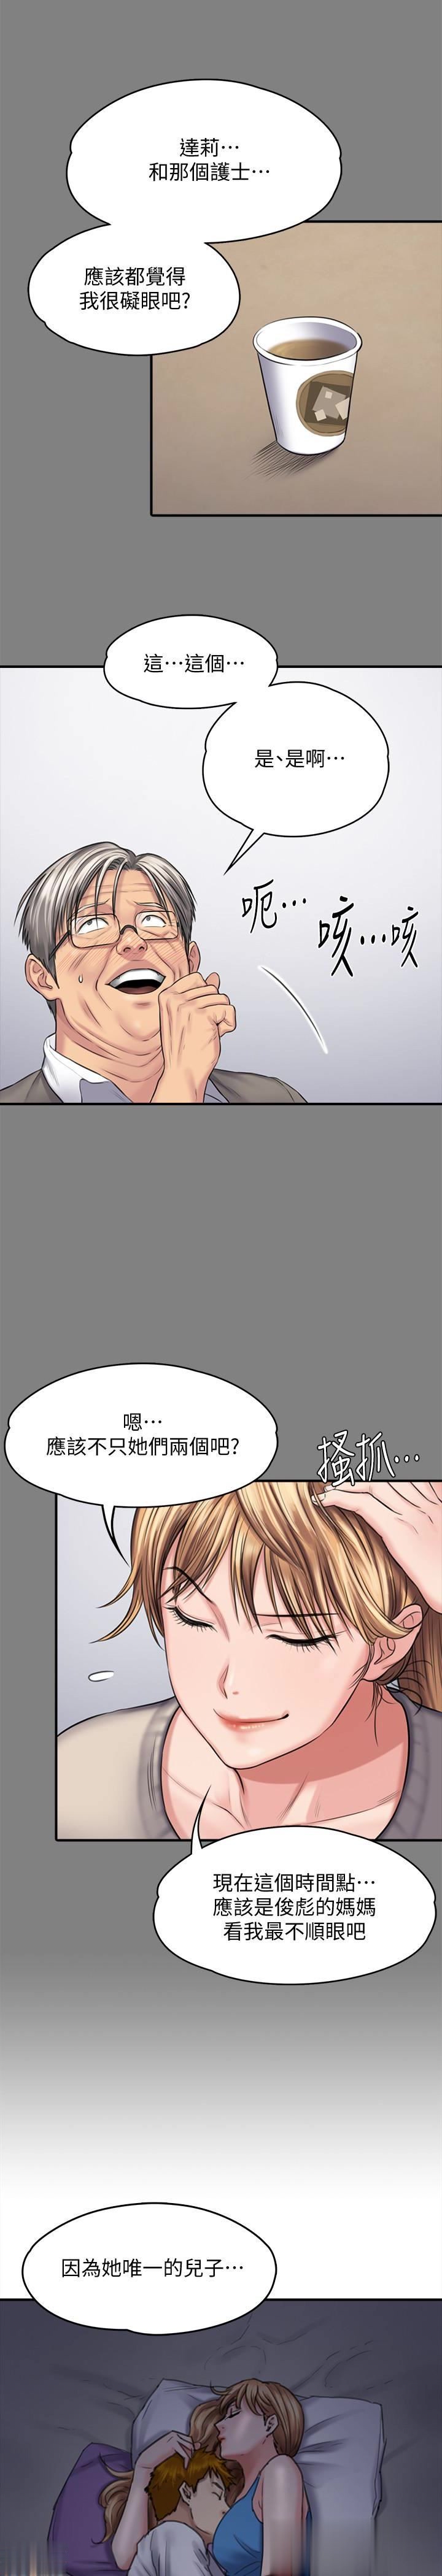 達莉…
和那個護士…
應該都覺得
我很礙眼吧?
這…這個…
是、是啊…
呃…
咳…咳
嗯…
應該不只她們兩個吧?
搔抓…
現在這個時間點…
應該是俊彪的媽媽
看我最不順眼吧
因為她唯一的兒子…